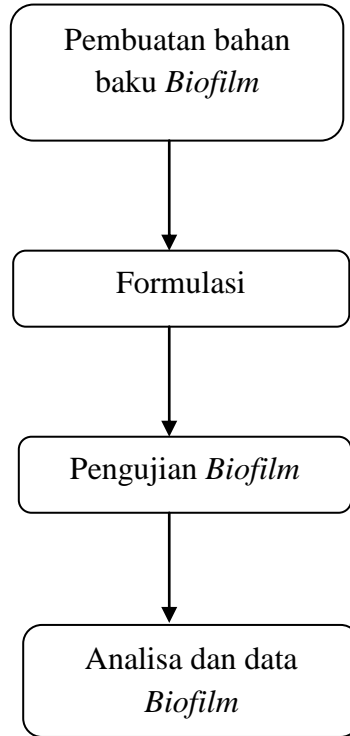 Pembuatan bahan
baku Biofilm
Formulasi
Pengujian Biofilm
Analisa dan data
Biofilm